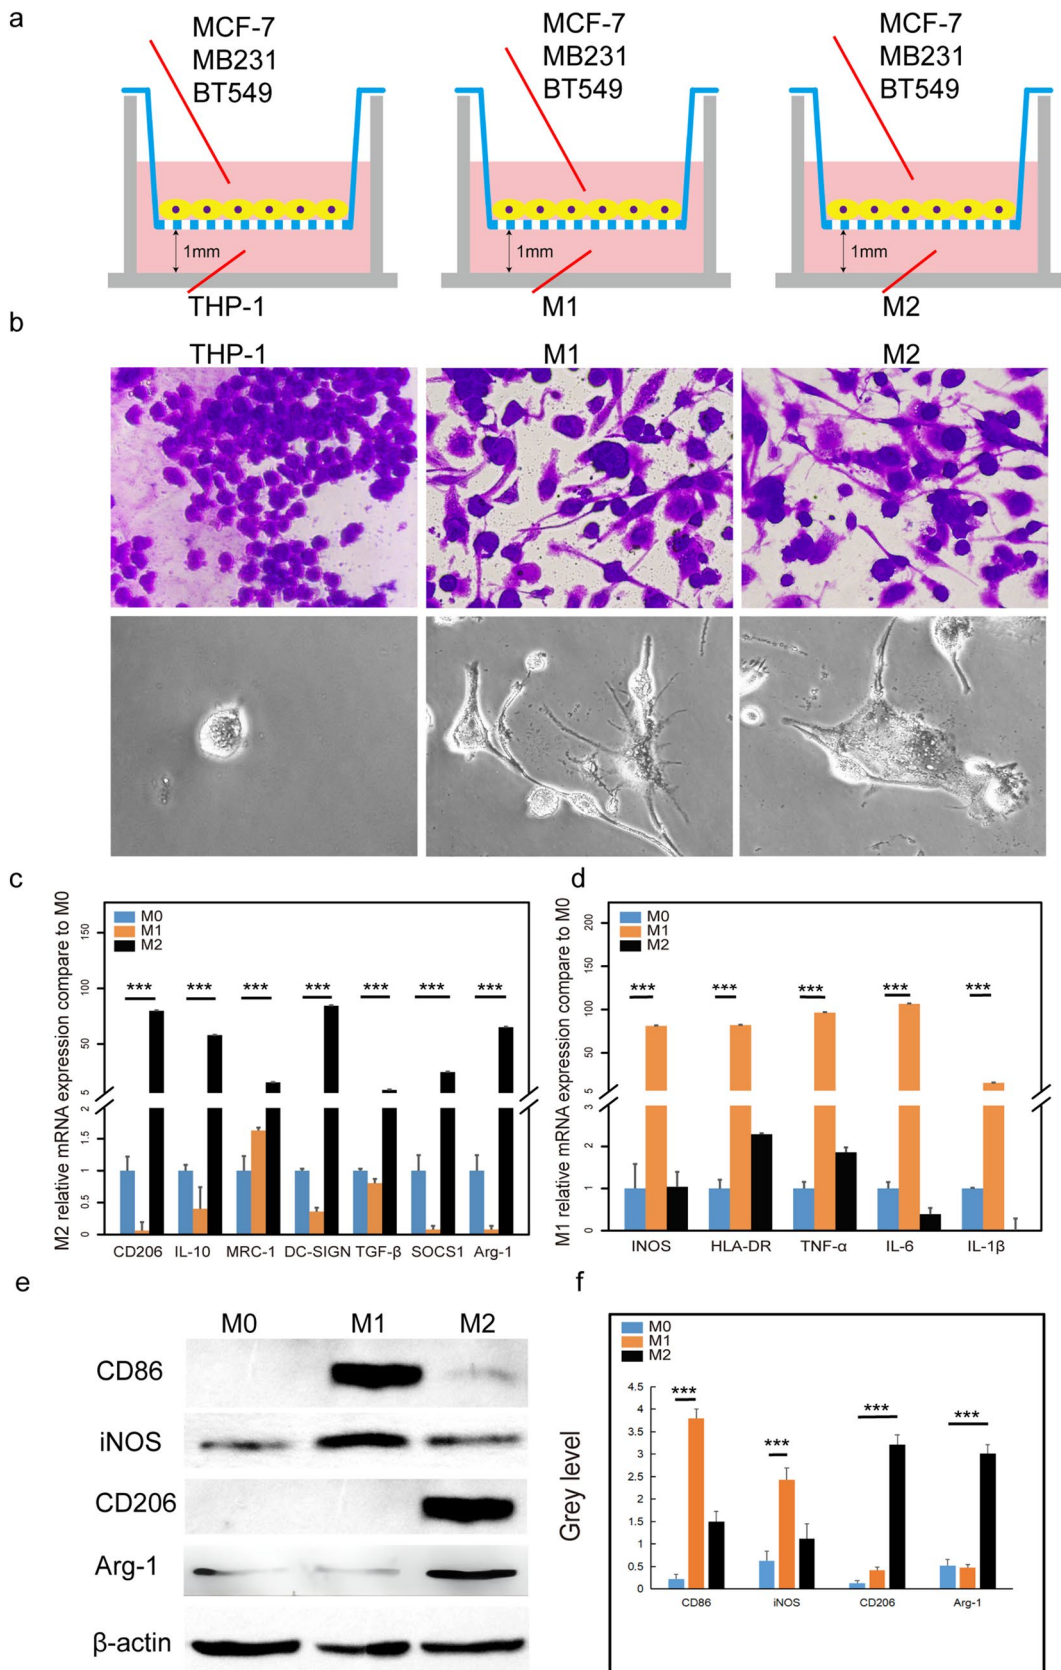 a
MCF-7
MB231
BT549
MCF-7
MB231
BT549
MCF-7
MB231
BT549
1mm
1mm
1mm
THP-1
M1
M2
b
THP-1
M1
M2
c
M2 relative mRNA expression compare to M0
M0
M1
M2
150
100
50
5
2
1.5
1
0.5
0
***
***
***
***
***
***
***
CD206
IL-10
MRC-1
DC-SIGN
TGF-β
SOCS1
Arg-1
d
M1 relative mRNA expression compare to M0
M0
M1
M2
200
150
100
50
5
3
2
1
0
***
***
***
***
***
INOS
HLA-DR
TNF-α
IL-6
IL-1β
e
M0
M1
M2
CD86
iNOS
CD206
Arg-1
β-actin
f
M0
M1
M2
Grey level
4.5
4
3.5
3
2.5
2
1.5
1
0.5
0
***
***
***
***
CD86
iNOS
CD206
Arg-1